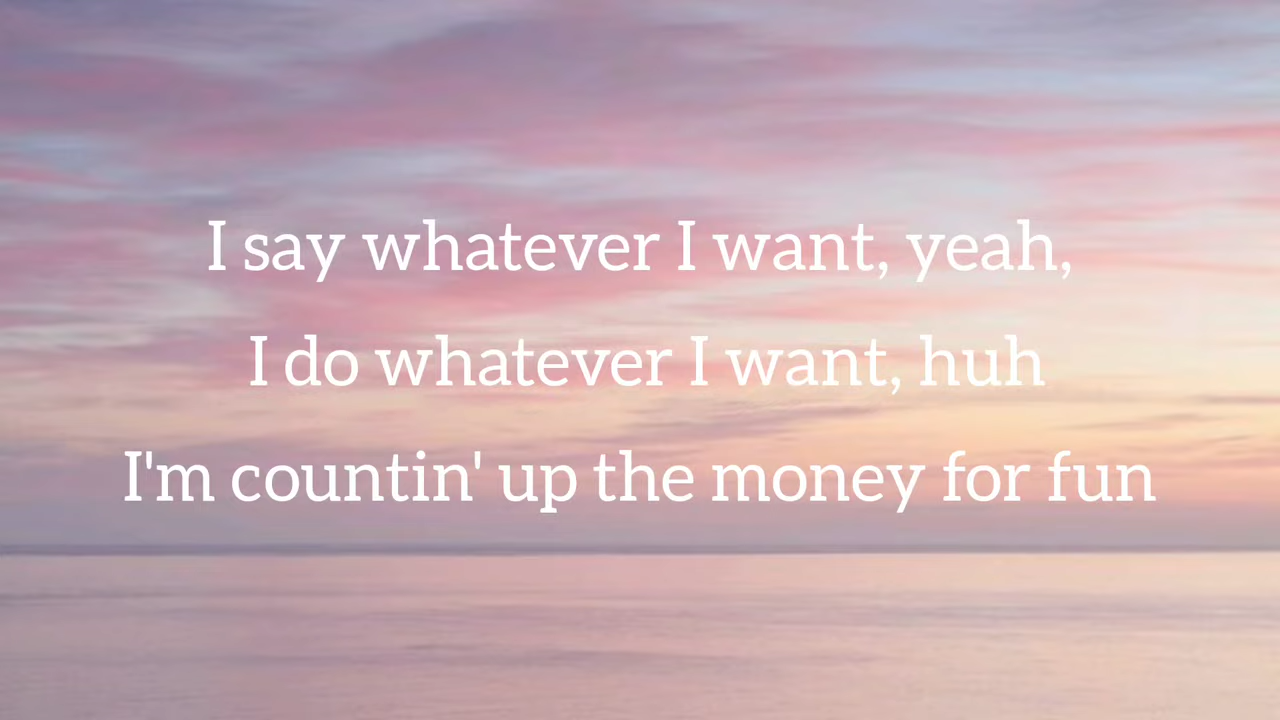 I say whatever I want, yeah,
I do whatever I want, huh
I'm countin' up the money for fun